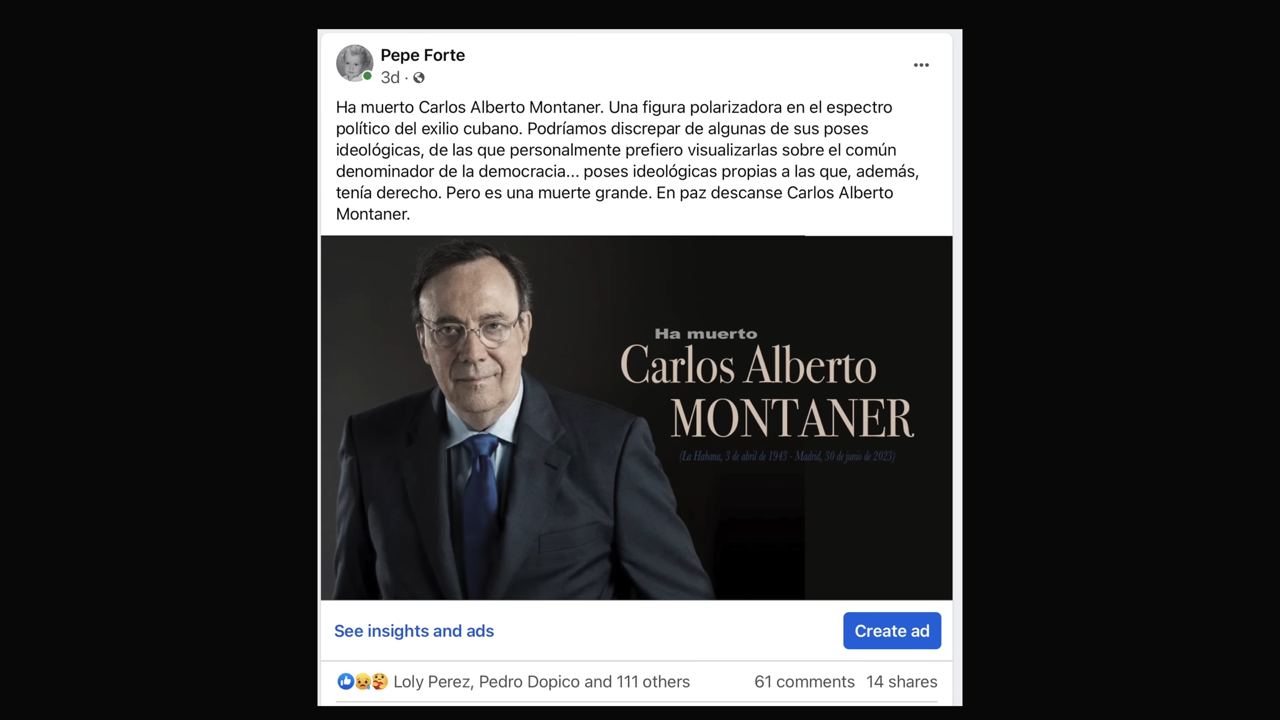 Pepe Forte
3d ·
Ha muerto Carlos Alberto Montaner. Una figura polarizadora en el espectro
político del exilio cubano. Podríamos discrepar de algunas de sus poses
ideológicas, de las que personalmente prefiero visualizarlas sobre el común
denominador de la democracia... poses ideológicas propias a las que, además,
tenía derecho. Pero es una muerte grande. En paz descanse Carlos Alberto
Montaner.
Ha muerto
Carlos Alberto
MONTANER
(La Habana, 3 de abril de 1943 - Madrid, 30 de junio de 2023)
See insights and ads
Create ad
Loly Perez, Pedro Dopico and 111 others
61 comments 14 shares